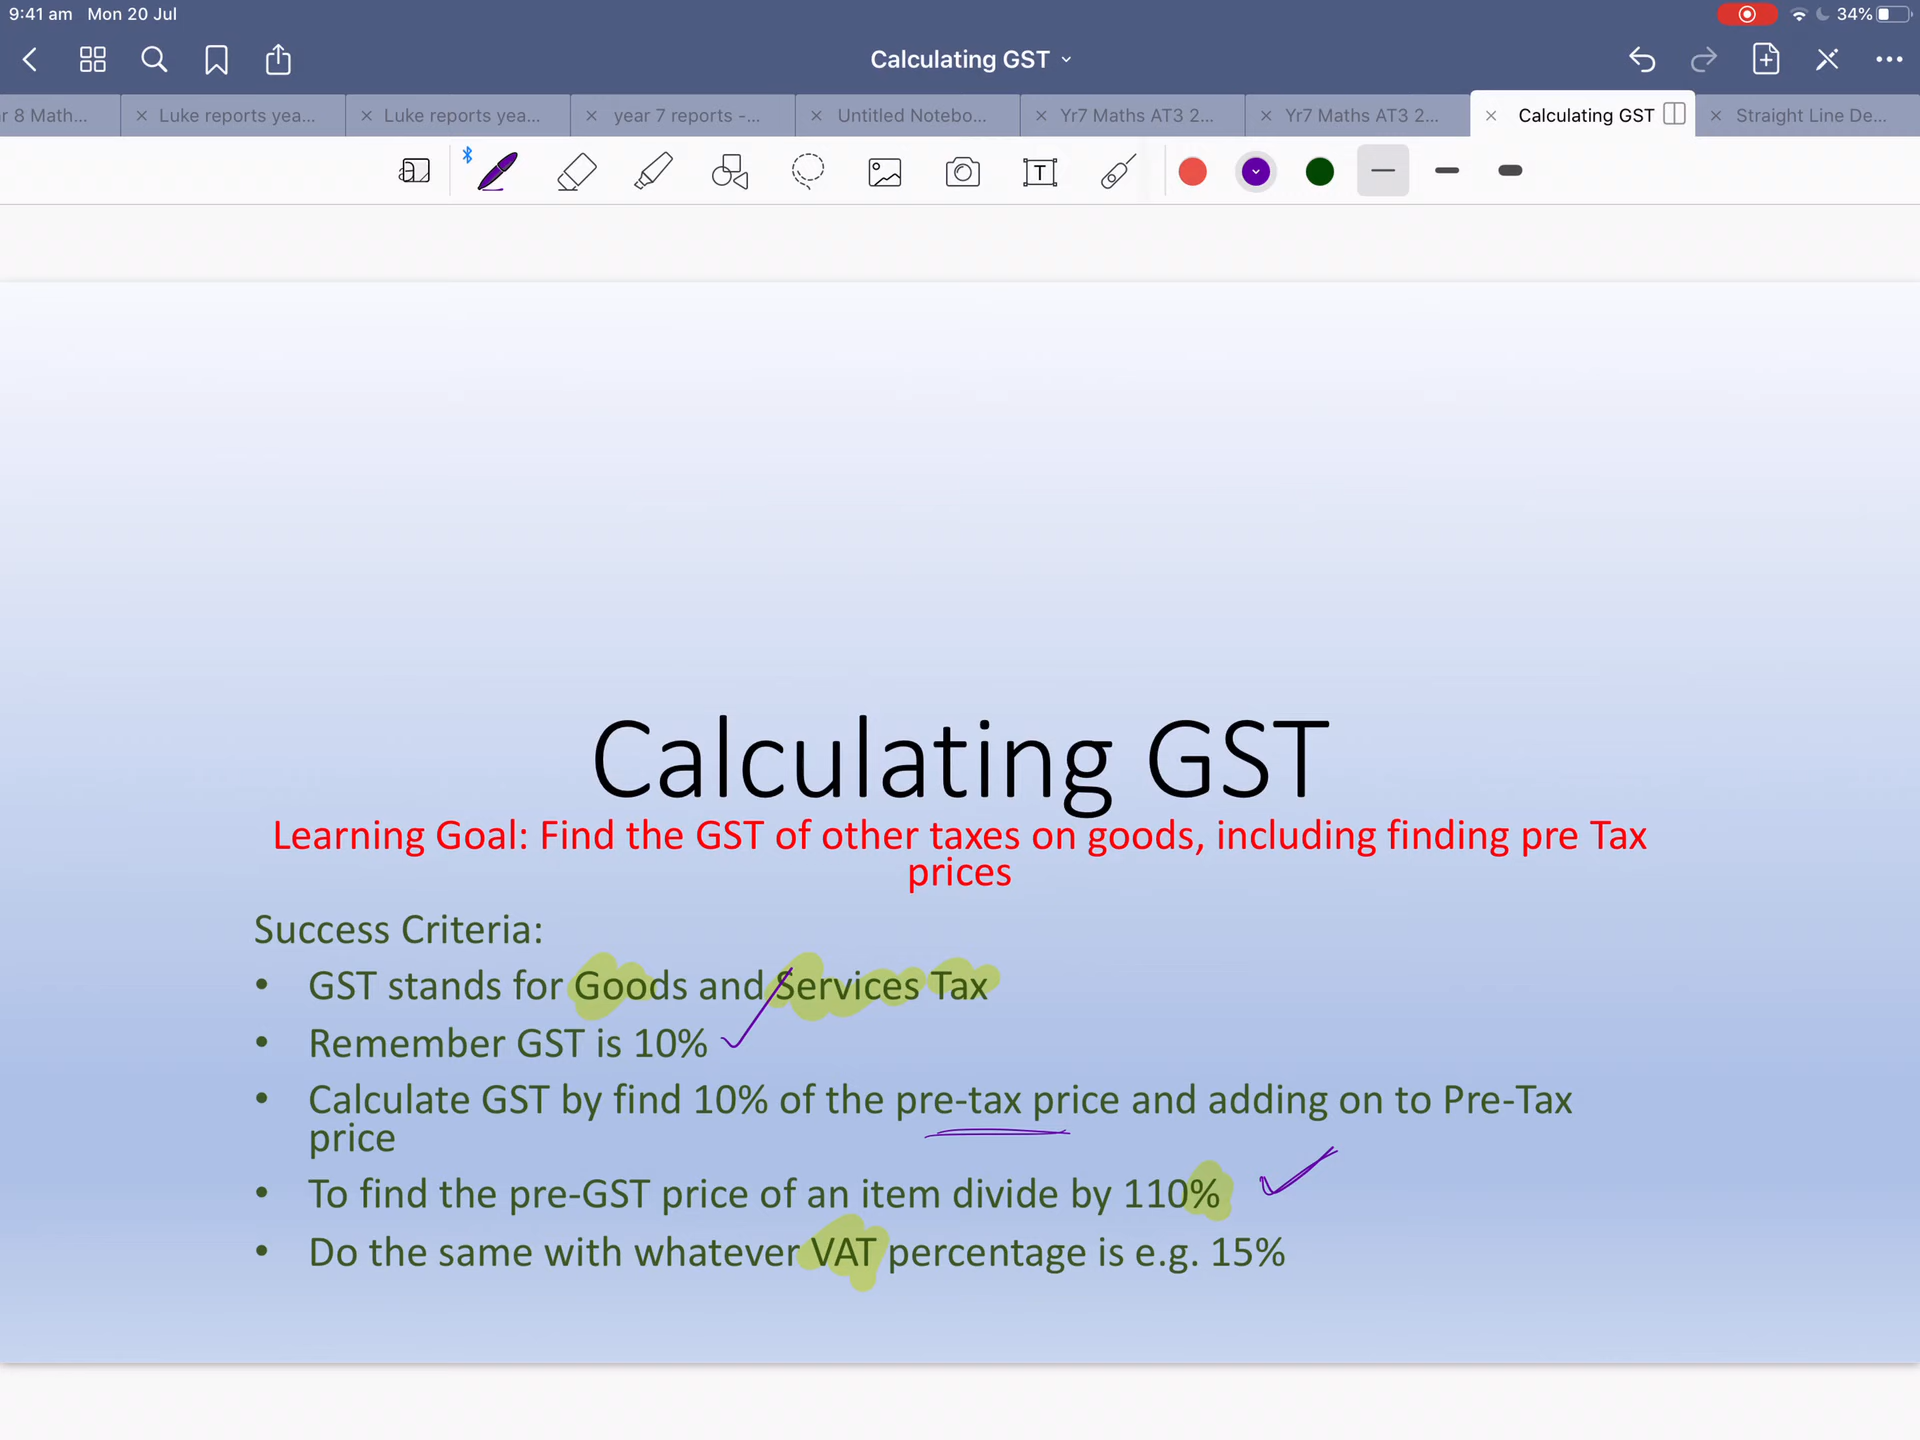 9:41 am Mon 20 Jul
34%
Calculating GST
r 8 Math...
Luke reports yea...
Luke reports yea...
year 7 reports -...
Untitled Notebo...
Yr7 Maths AT3 2...
Yr7 Maths AT3 2...
Calculating GST
Straight Line De...
Calculating GST
Learning Goal: Find the GST of other taxes on goods, including finding pre Tax
prices
Success Criteria:
• GST stands for Goods and Services Tax
• Remember GST is 10%
• Calculate GST by find 10% of the pre-tax price and adding on to Pre-Tax
price
• To find the pre-GST price of an item divide by 110%
• Do the same with whatever VAT percentage is e.g. 15%